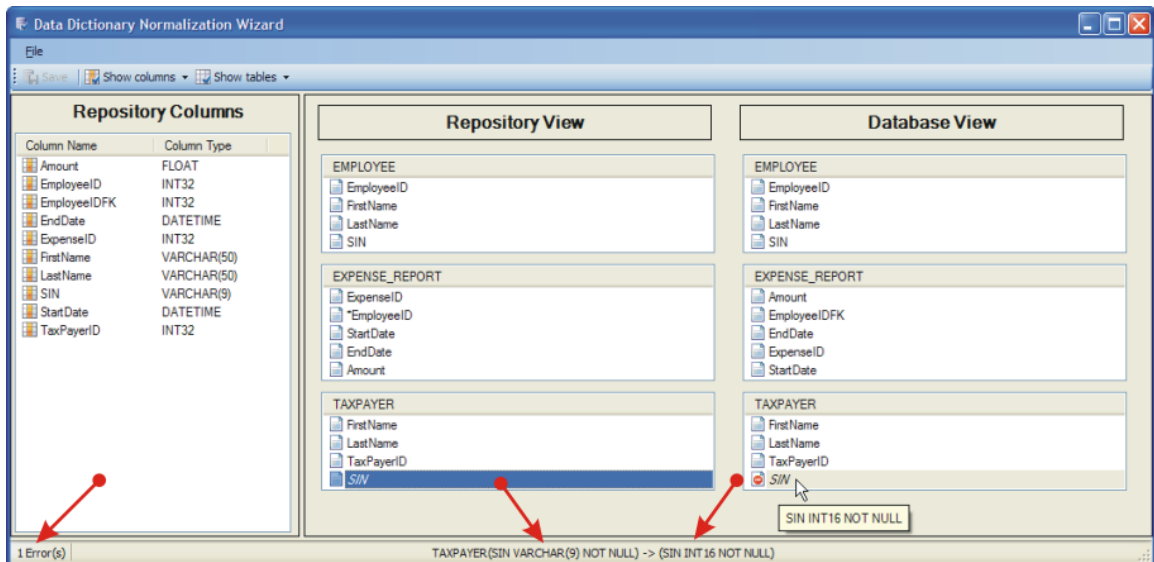 Data Dictionary Normalization Wizard
File
Save Show columns Show tables
Repository Columns
Column Name Column Type
Amount FLOAT
EmployeeID INT32
EmployeeIDFK INT32
EndDate DATETIME
ExpenseID INT32
FirstName VARCHAR(50)
LastName VARCHAR(50)
SIN VARCHAR(9)
StartDate DATETIME
TaxPayerID INT32
Repository View
EMPLOYEE
EmployeeID
FirstName
LastName
SIN
EXPENSE_REPORT
ExpenseID
*EmployeeID
StartDate
EndDate
Amount
TAXPAYER
FirstName
LastName
TaxPayerID
SIN
Database View
EMPLOYEE
EmployeeID
FirstName
LastName
SIN
EXPENSE_REPORT
Amount
EmployeeIDFK
EndDate
ExpenseID
StartDate
TAXPAYER
FirstName
LastName
TaxPayerID
SIN
SIN INT16 NOT NULL
1 Error(s)
TAXPAYER(SIN VARCHAR(9) NOT NULL) -> (SIN INT16 NOT NULL)